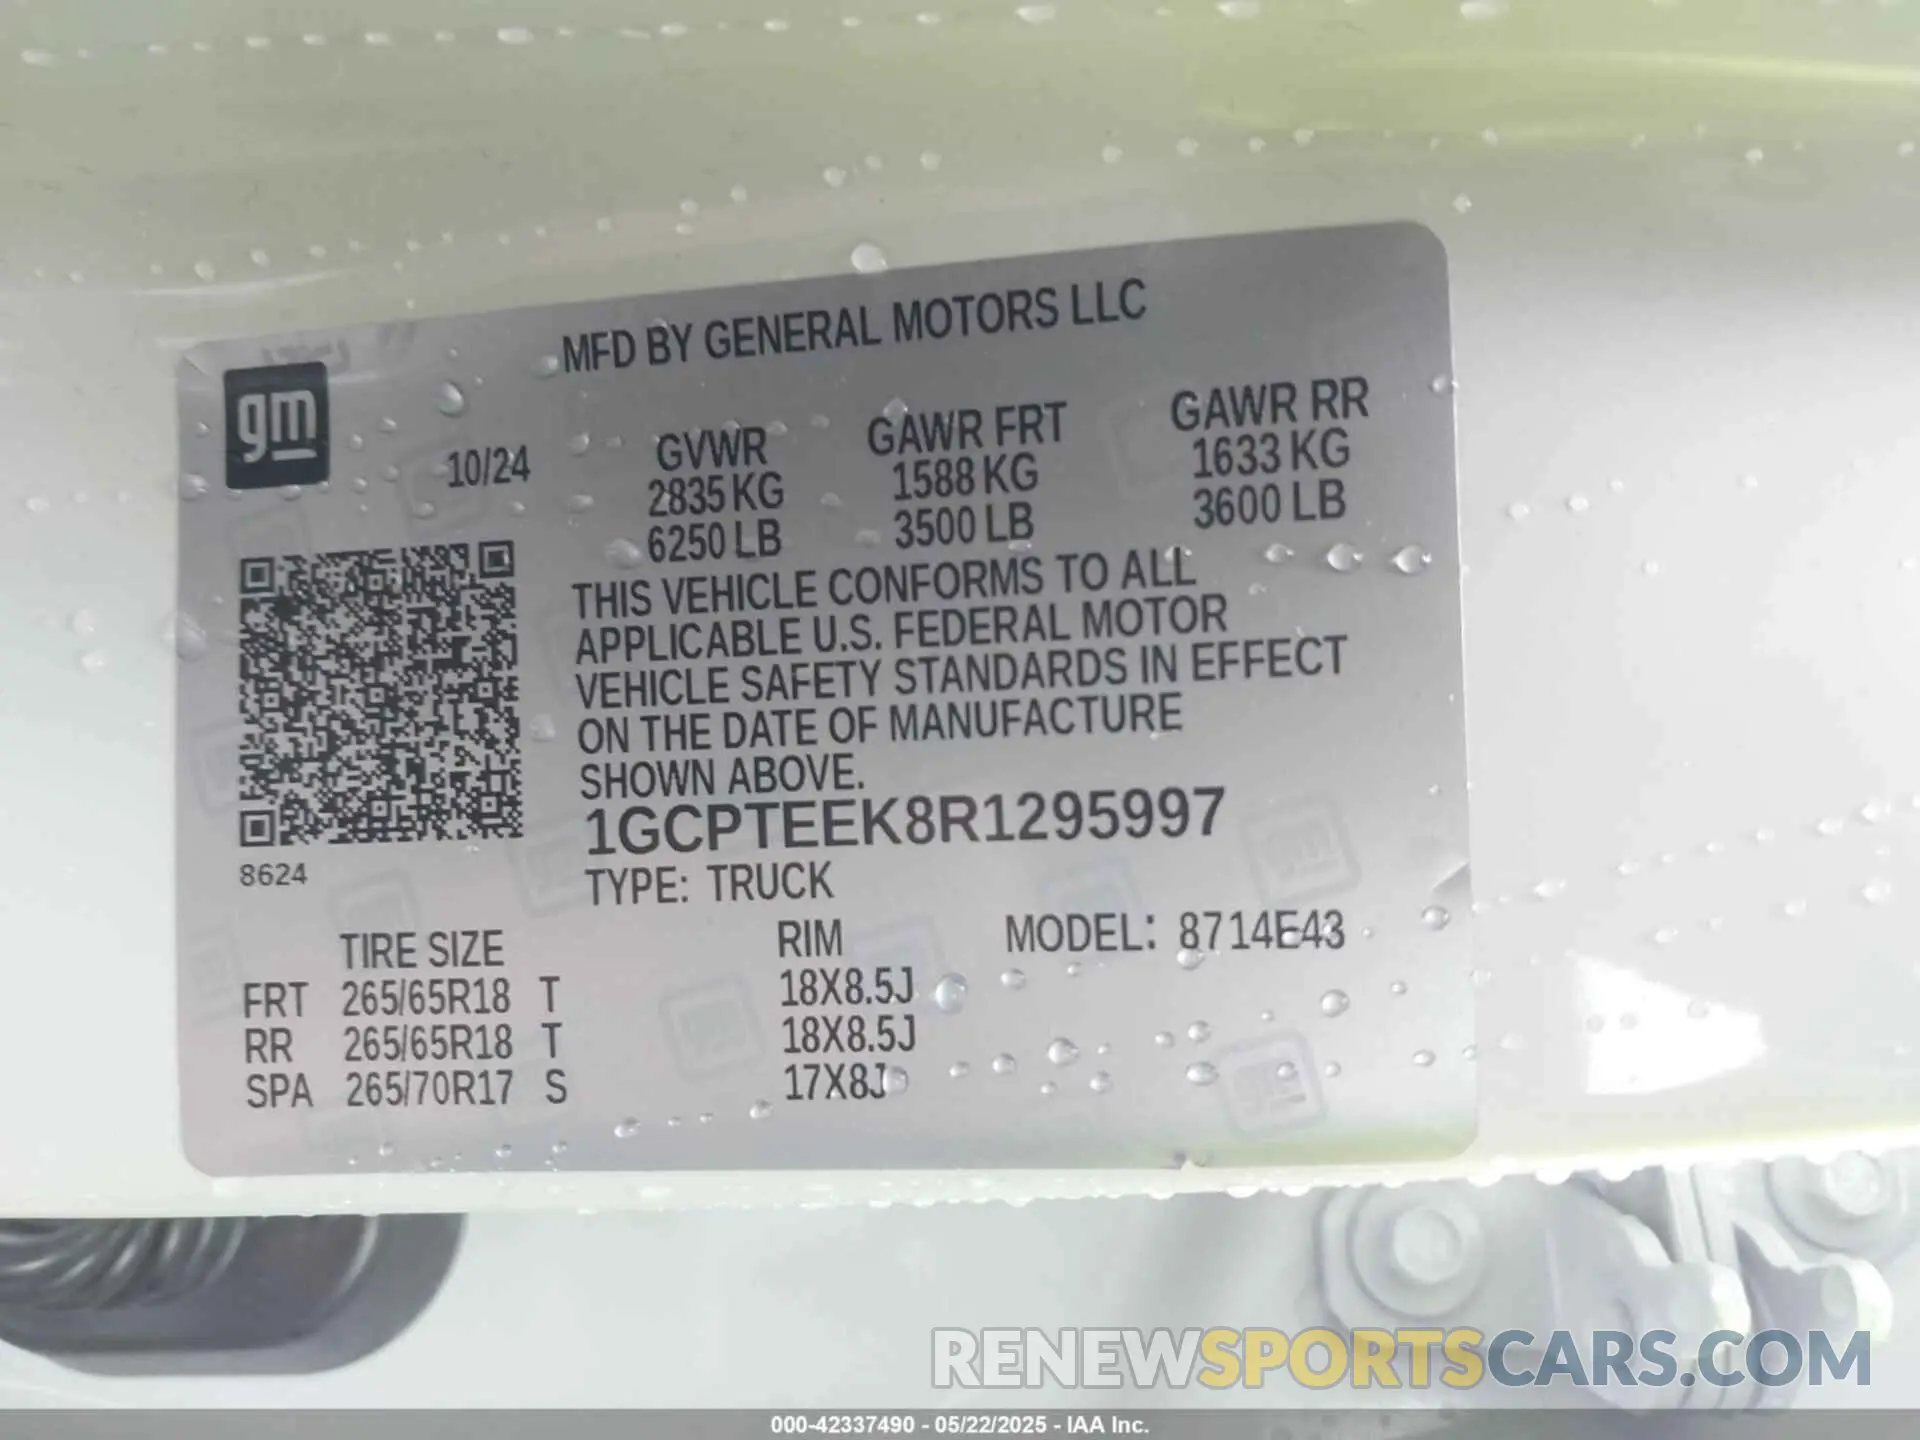 MFD BY GENERAL MOTORS LLC
gm
10/24
GVWR GAWR FRT GAWR RR
2835 KG 1588 KG 1633 KG
6250 LB 3500 LB 3600 LB
THIS VEHICLE CONFORMS TO ALL
APPLICABLE U.S. FEDERAL MOTOR
VEHICLE SAFETY STANDARDS IN EFFECT
ON THE DATE OF MANUFACTURE
SHOWN ABOVE.
1GCPTEEK8R1295997
8624
TYPE: TRUCK
TIRE SIZE RIM MODEL: 8714E43
FRT 265/65R18 T 18X8.5J
RR 265/65R18 T 18X8.5J
SPA 265/70R17 S 17X8J
RENEWSPORTSCARS.COM
000-42337490 - 05/22/2025 - IAA Inc.